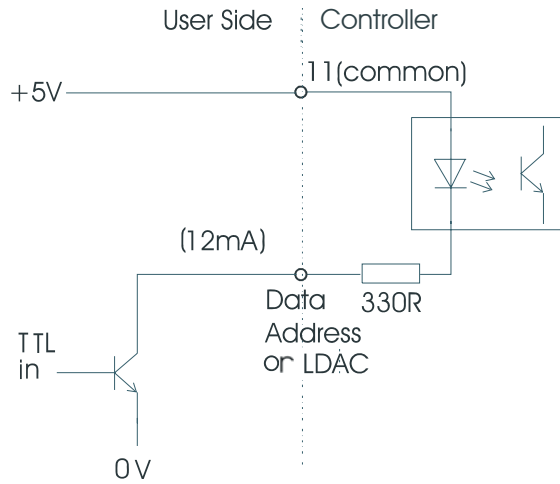 User Side
Controller
11(common)
+5V
(12mA)
Data
Address
or LDAC
330R
TTL
in
0V